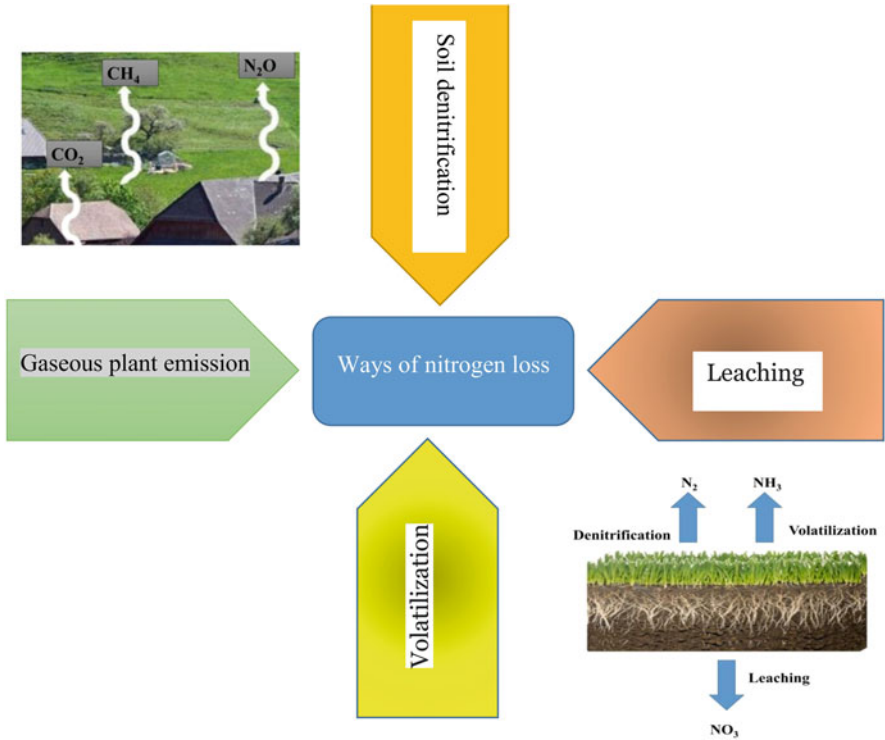 CH₄
N₂O
CO₂
Soil denitrification
Gaseous plant emission
Ways of nitrogen loss
Leaching
Volatilization
N₂
NH₃
Denitrification
Volatilization
Leaching
NO₃